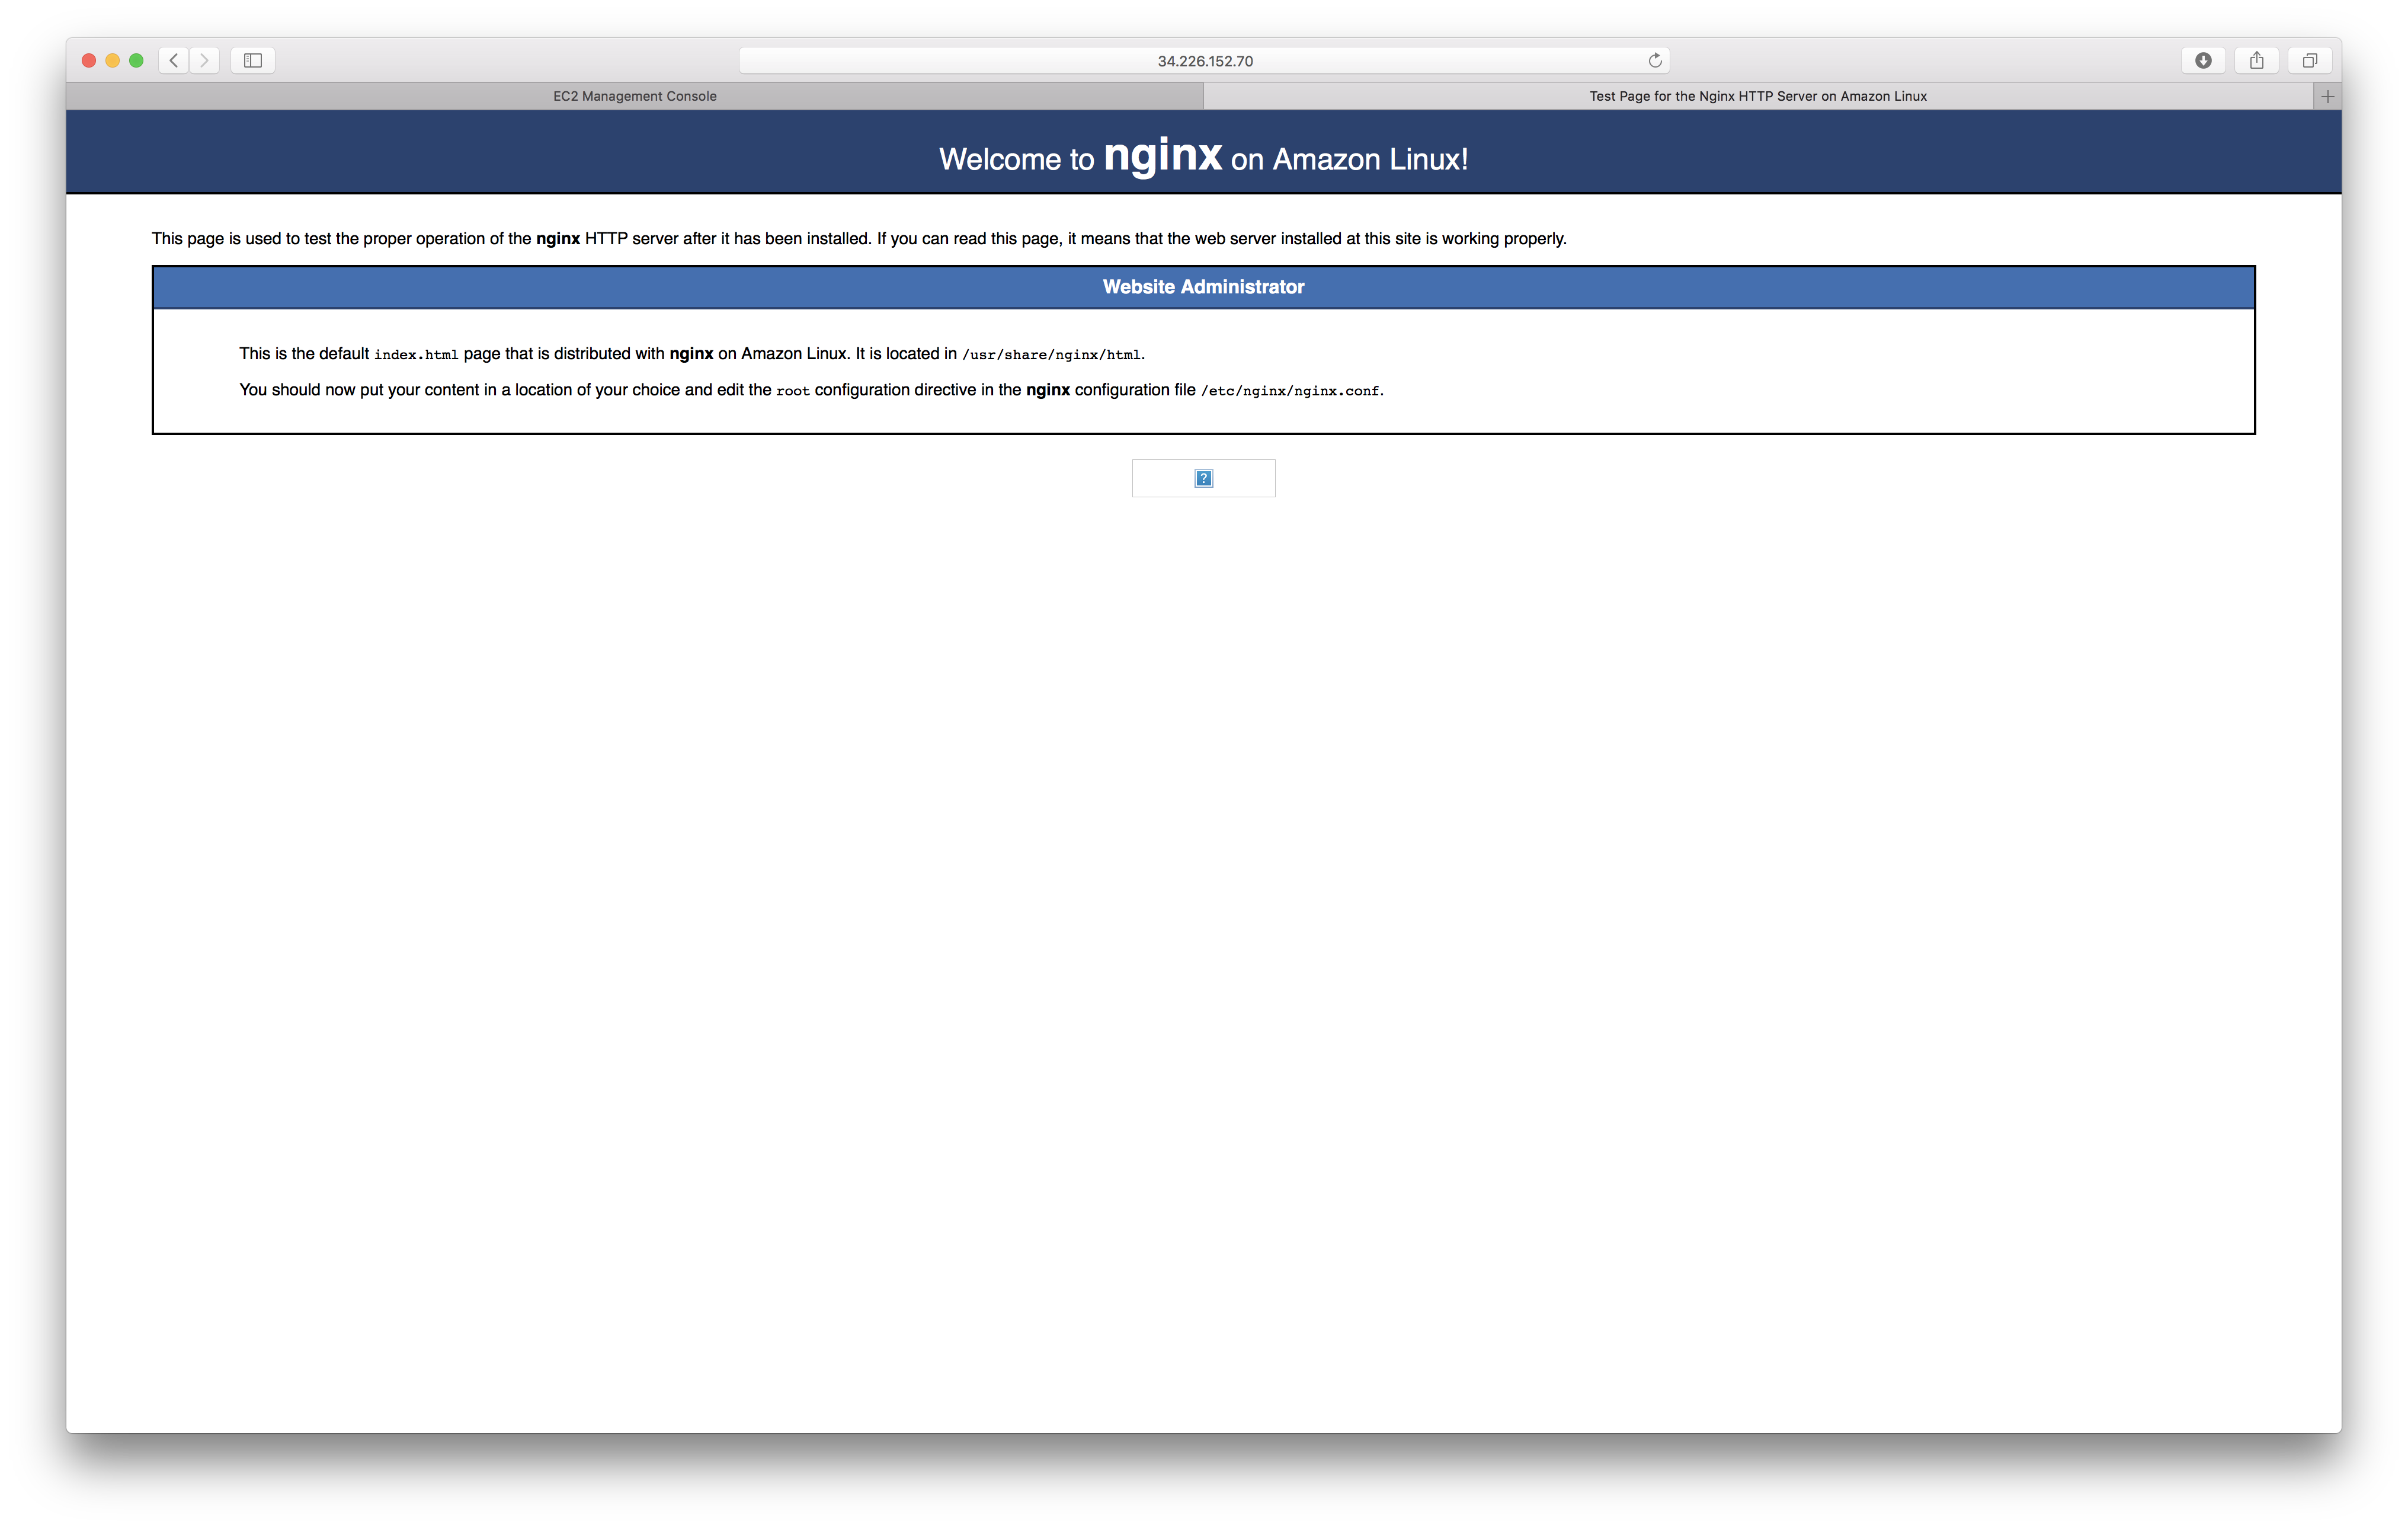 34.226.152.70
EC2 Management Console
Test Page for the Nginx HTTP Server on Amazon Linux
Welcome to nginx on Amazon Linux!
This page is used to test the proper operation of the nginx HTTP server after it has been installed. If you can read this page, it means that the web server installed at this site is working properly.
Website Administrator
This is the default index.html page that is distributed with nginx on Amazon Linux. It is located in /usr/share/nginx/html.
You should now put your content in a location of your choice and edit the root configuration directive in the nginx configuration file /etc/nginx/nginx.conf.